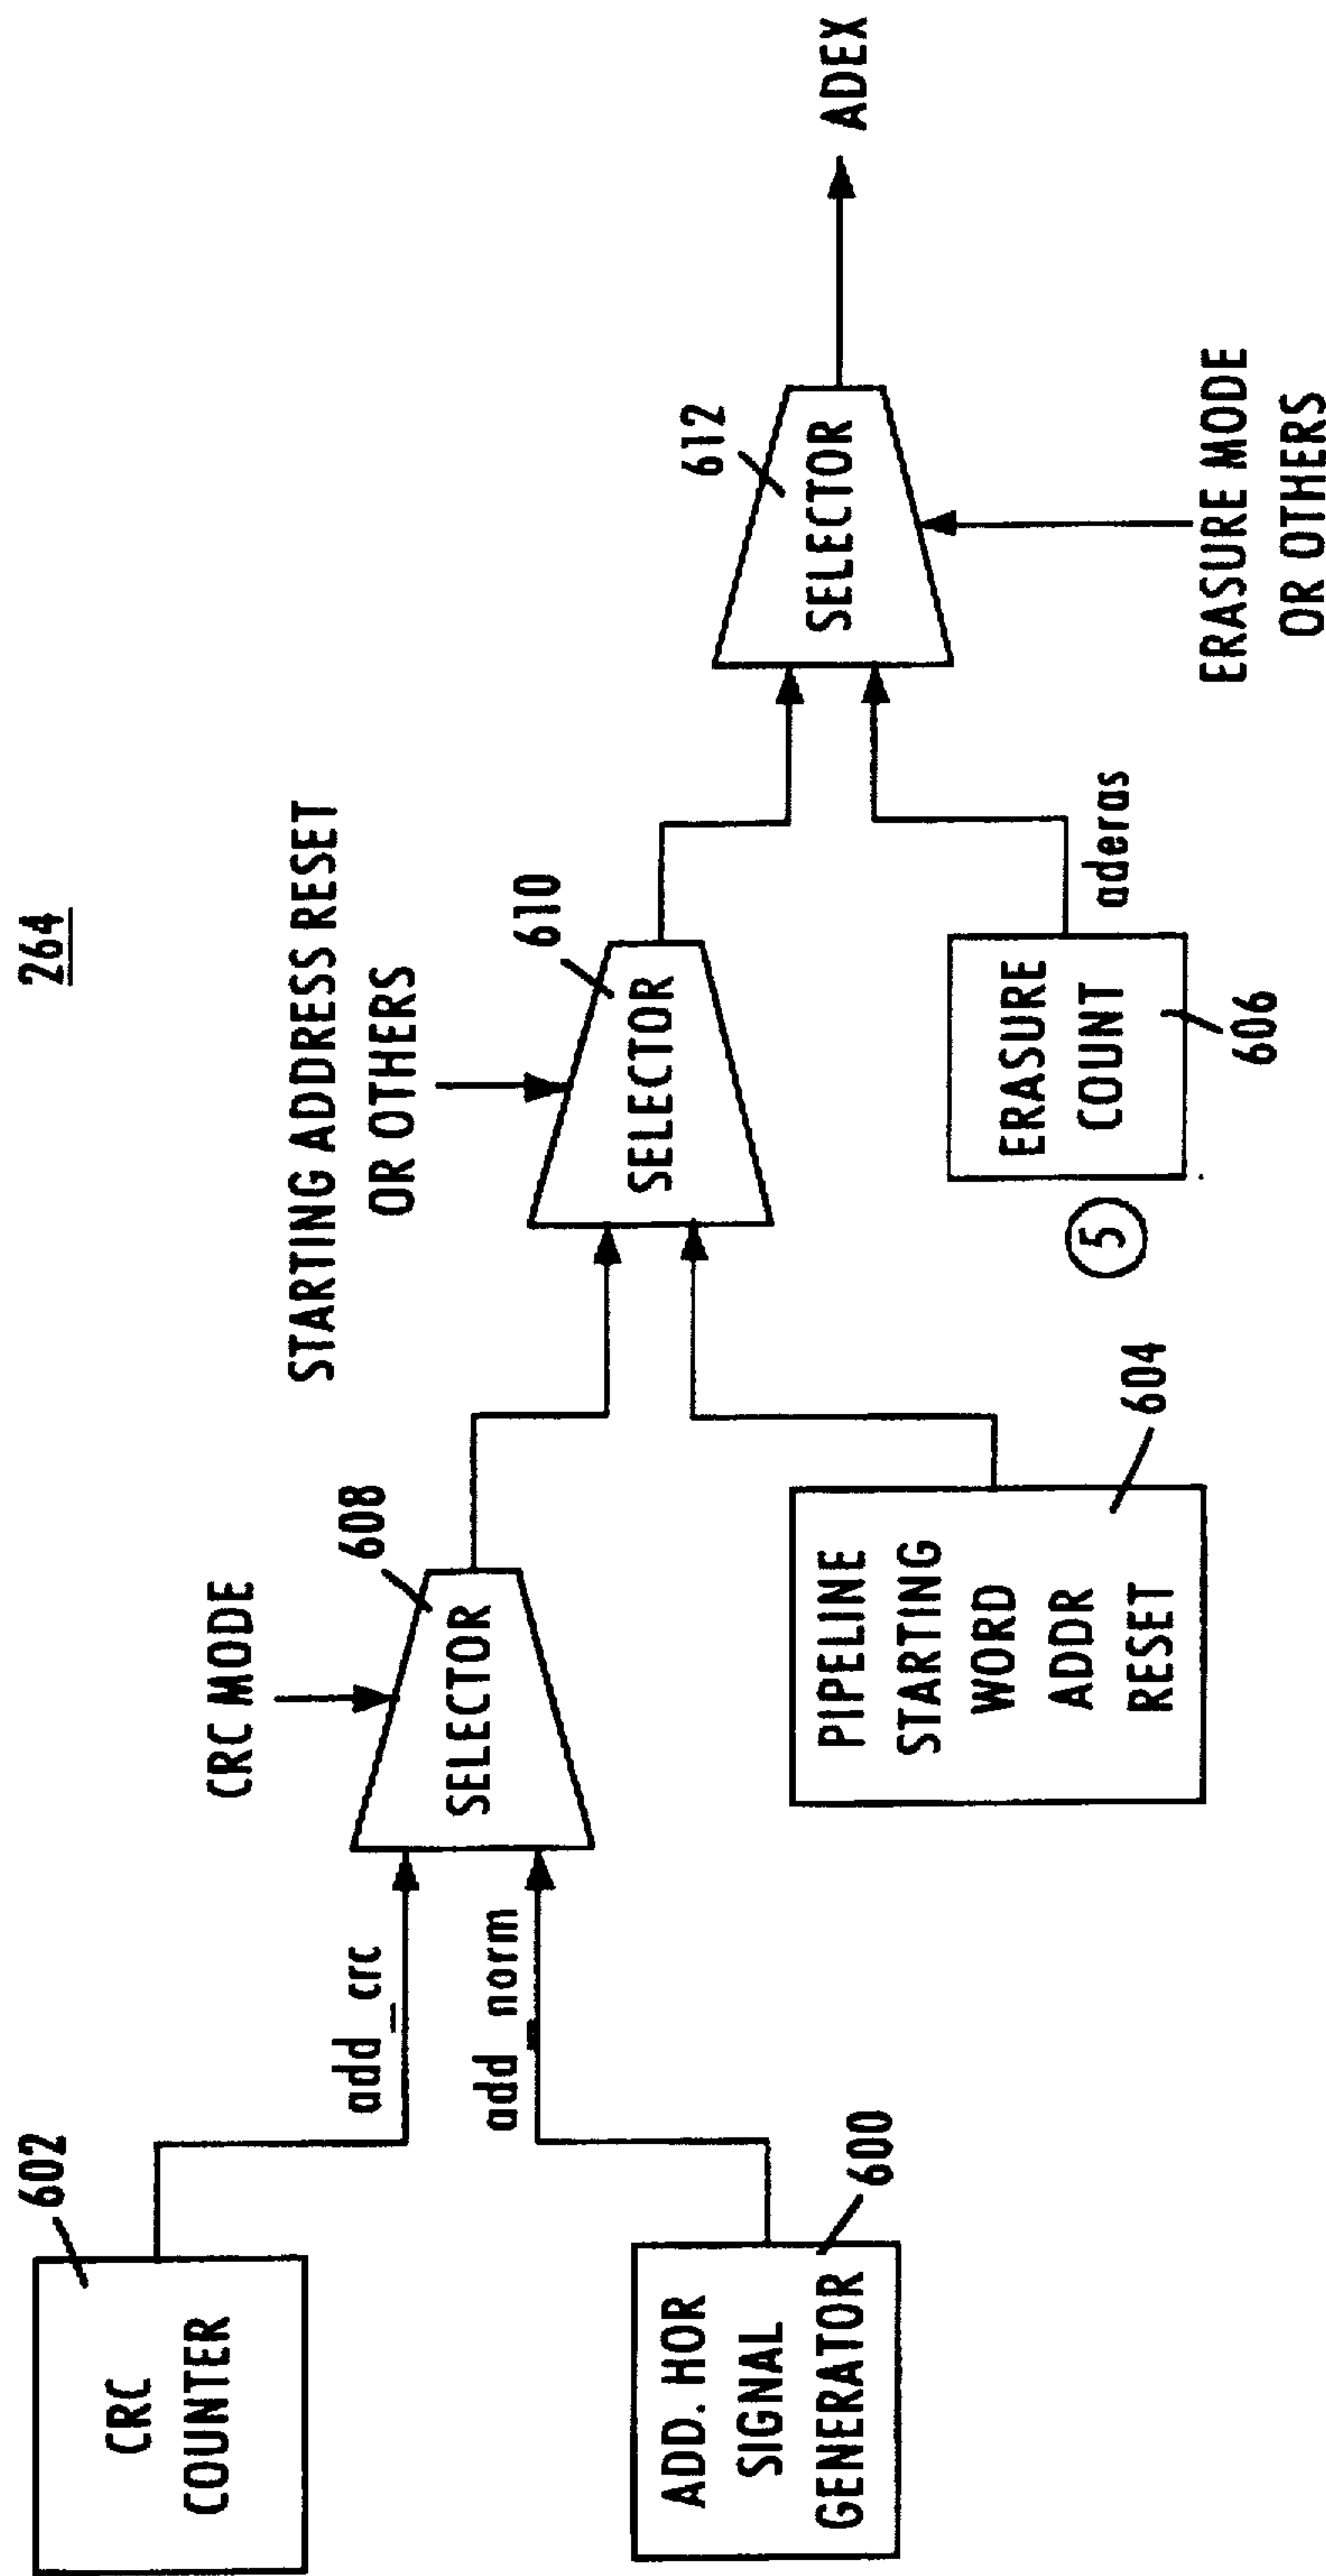 264
602
CRC
COUNTER
add_crc
ADD. HOR
SIGNAL
GENERATOR
600
add_norm
CRC MODE
608
SELECTOR
PIPELINE
STARTING
WORD
ADDR
RESET
604
STARTING ADDRESS RESET
OR OTHERS
610
SELECTOR
5
ERASURE
COUNT
606
aderas
612
SELECTOR
ERASURE MODE
OR OTHERS
ADEX